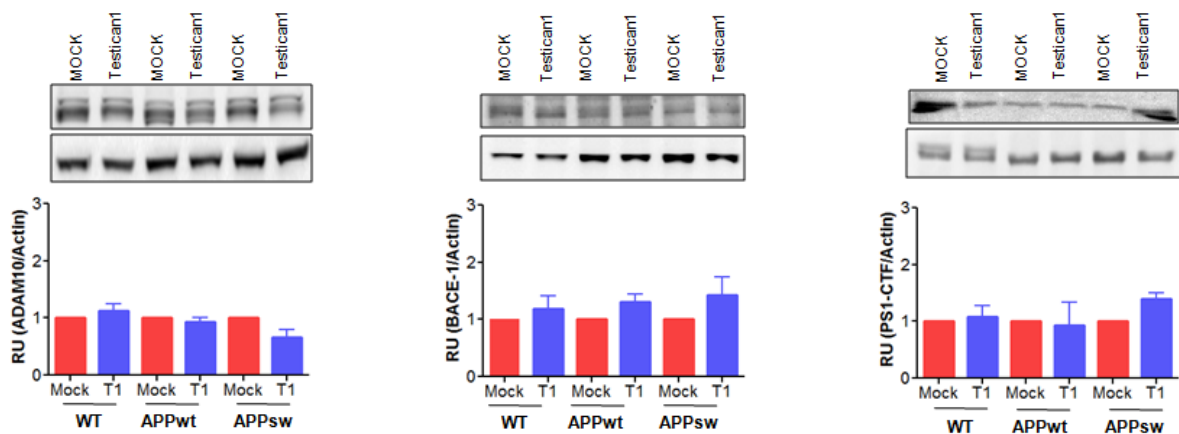 MOCK Testican1 MOCK Testican1 MOCK Testican1
RU (ADAM10/Actin)
3
2
1
0
Mock T1 Mock T1 Mock T1
WT APPwt APPsw
MOCK Testican1 MOCK Testican1 MOCK Testican1
RU (BACE-1/Actin)
3
2
1
0
Mock T1 Mock T1 Mock T1
WT APPwt APPsw
MOCK Testican1 MOCK Testican1 MOCK Testican1
RU (PS1-CTF/Actin)
3
2
1
0
Mock T1 Mock T1 Mock T1
WT APPwt APPsw